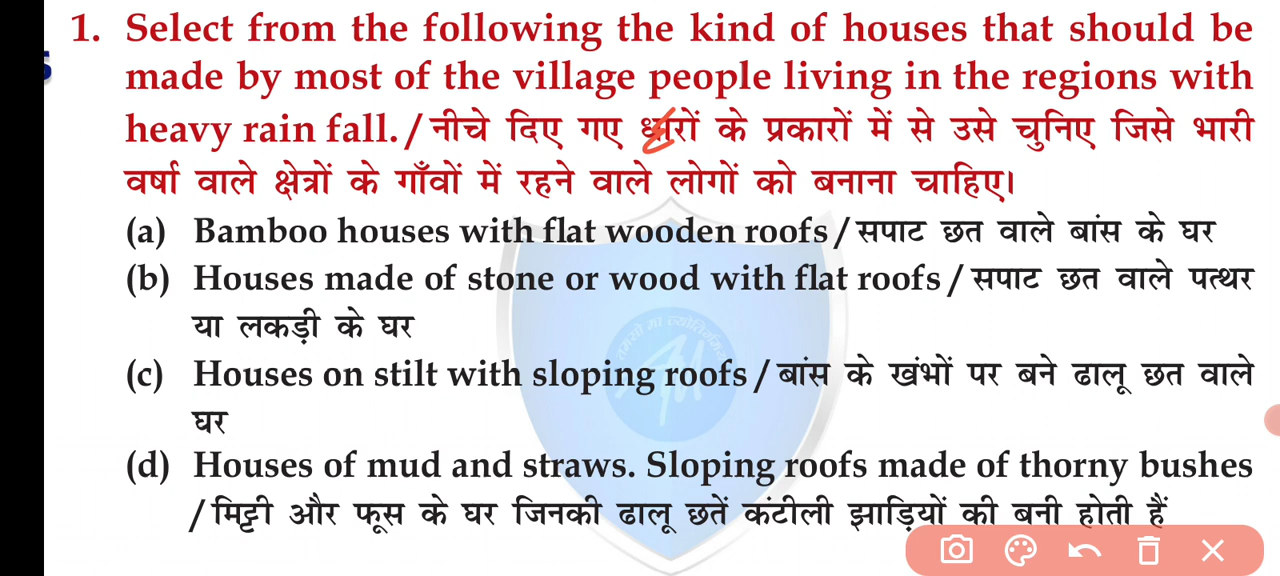 1. Select from the following the kind of houses that should be
made by most of the village people living in the regions with
heavy rain fall./नीचे दिए गए घरों के प्रकारों में से उसे चुनिए जिसे भारी
वर्षा वाले क्षेत्रों के गाँवों में रहने वाले लोगों को बनाना चाहिए।
(a) Bamboo houses with flat wooden roofs/सपाट छत वाले बांस के घर
(b) Houses made of stone or wood with flat roofs/सपाट छत वाले पत्थर
या लकड़ी के घर
(c) Houses on stilt with sloping roofs/बांस के खंभों पर बने ढालू छत वाले
घर
(d) Houses of mud and straws. Sloping roofs made of thorny bushes
/मिट्टी और फूस के घर जिनकी ढालू छतें कंटीली झाड़ियों की बनी होती हैं
तमसो मा ज्योतिर्गमय
AM